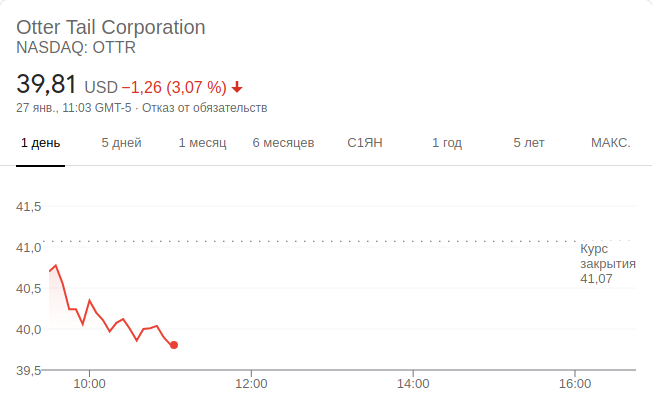 Otter Tail Corporation
NASDAQ: OTTR
39,81 USD −1,26 (3,07 %)
27 янв., 11:03 GMT-5 · Отказ от обязательств
1 день 5 дней 1 месяц 6 месяцев С1ЯН 1 год 5 лет МАКС.
41,5
41,0
Курс
закрытия
41,07
40,5
40,0
39,5
10:00 12:00 14:00 16:00